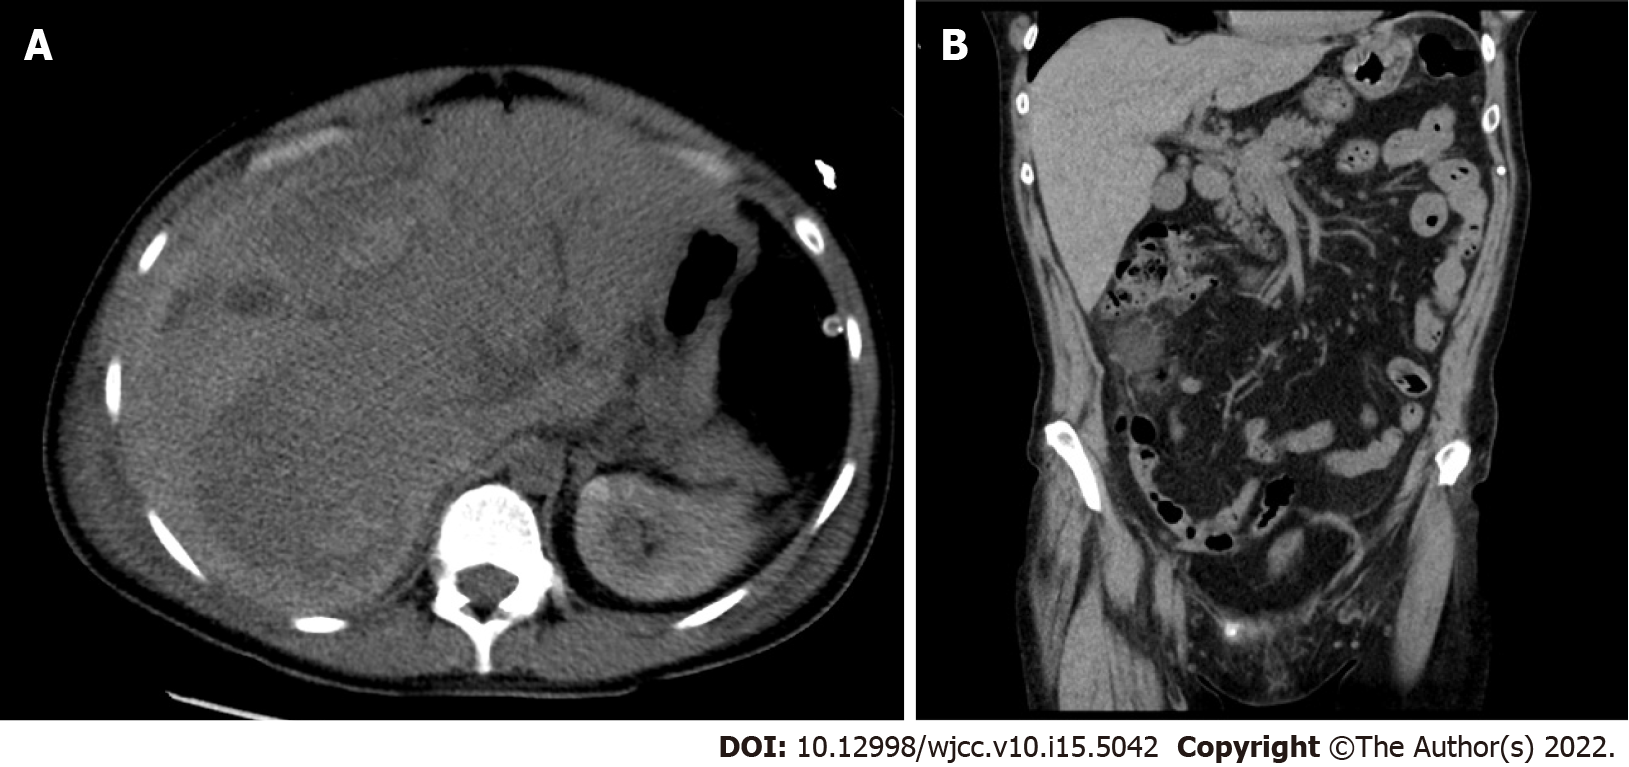 A
B
DOI: 10.12998/wjcc.v10.i15.5042 Copyright ©The Author(s) 2022.